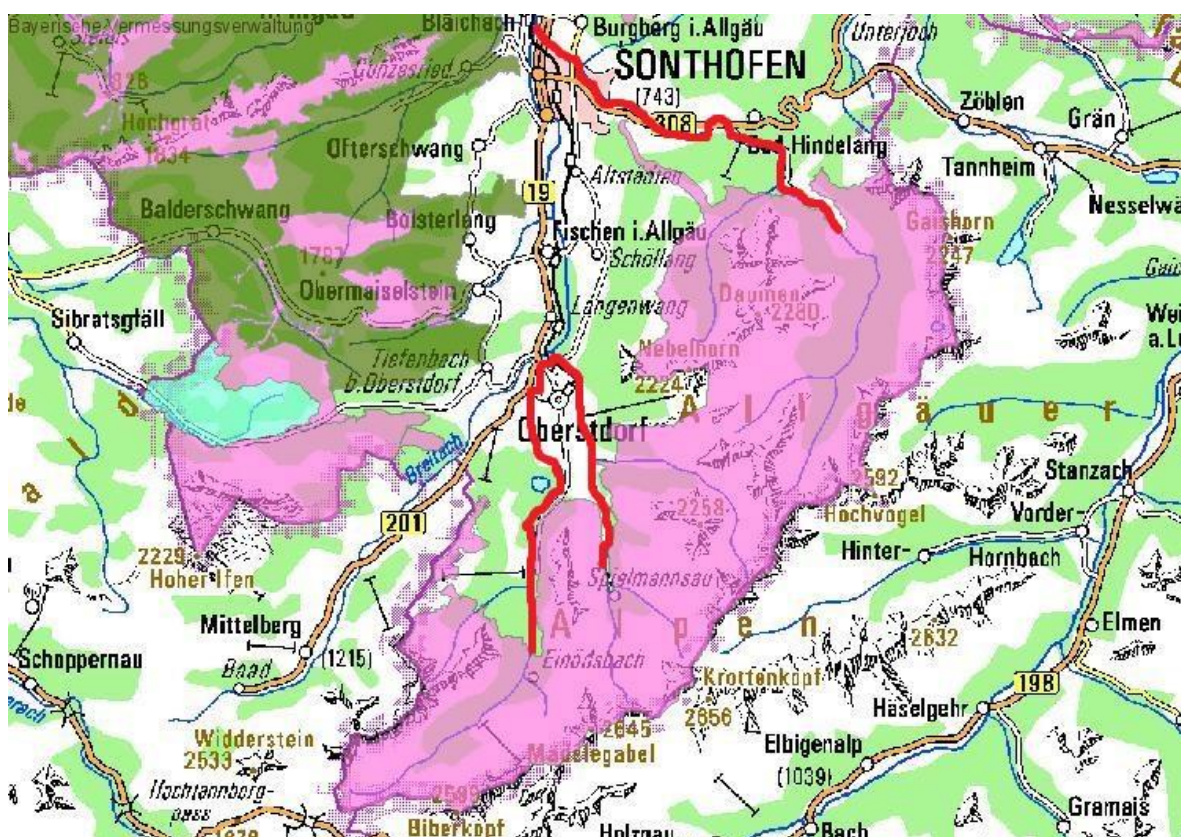 Bayerische Vermessungsverwaltung
Blaichach
Burgberg i.Allgäu
Unterjoch
Gunzesried
SONTHOFEN
(743)
1834
Hochgrat
308
Zöblen
Grän
Ofterschwang
Bad Hindelang
Altstädten
Tannheim
19
Nesselwä
Balderschwang
Bolsterlang
Gaishorn
2247
Fischen i.Allgäu
1787
Schöllang
Obermaiselstein
Daumen
2280
Langenwang
Sibratsgfäll
Tiefenbach
b.Oberstdorf
Nebelhorn
2224
A l l g ä u e r
Oberstdorf
Breitach
2592
Stanzach
Hochvogel
2258
201
Vorder-
Hinter-
Hornbach
2229
Hoher Ifen
Spielmannsau
Mittelberg
(1215)
A l p e n
2632
Elmen
Schoppernau
Baad
Einödsbach
Krottenkopf
2656
198
Häselgehr
Widderstein
2533
2645
Mädelegabel
Elbigenalp
(1039)
Hochtannberg-
pass
Biberkopf
Holzgau
Bach
Gramais